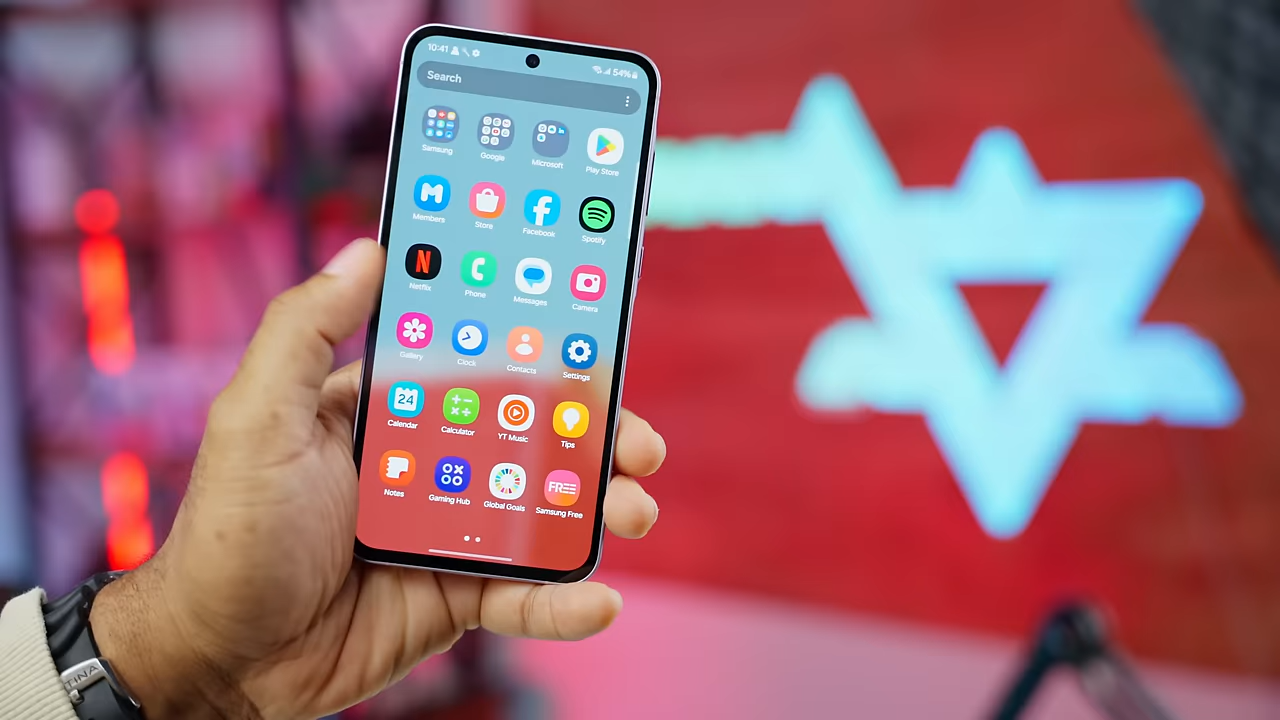 10:41
54%
Search
Samsung Google Microsoft Play Store
Members Store Facebook Spotify
Netflix Phone Messages Camera
Gallery Clock Contacts Settings
24
Calendar Calculator YT Music Tips
FREE
Notes Gaming Hub Global Goals Samsung Free
TINA